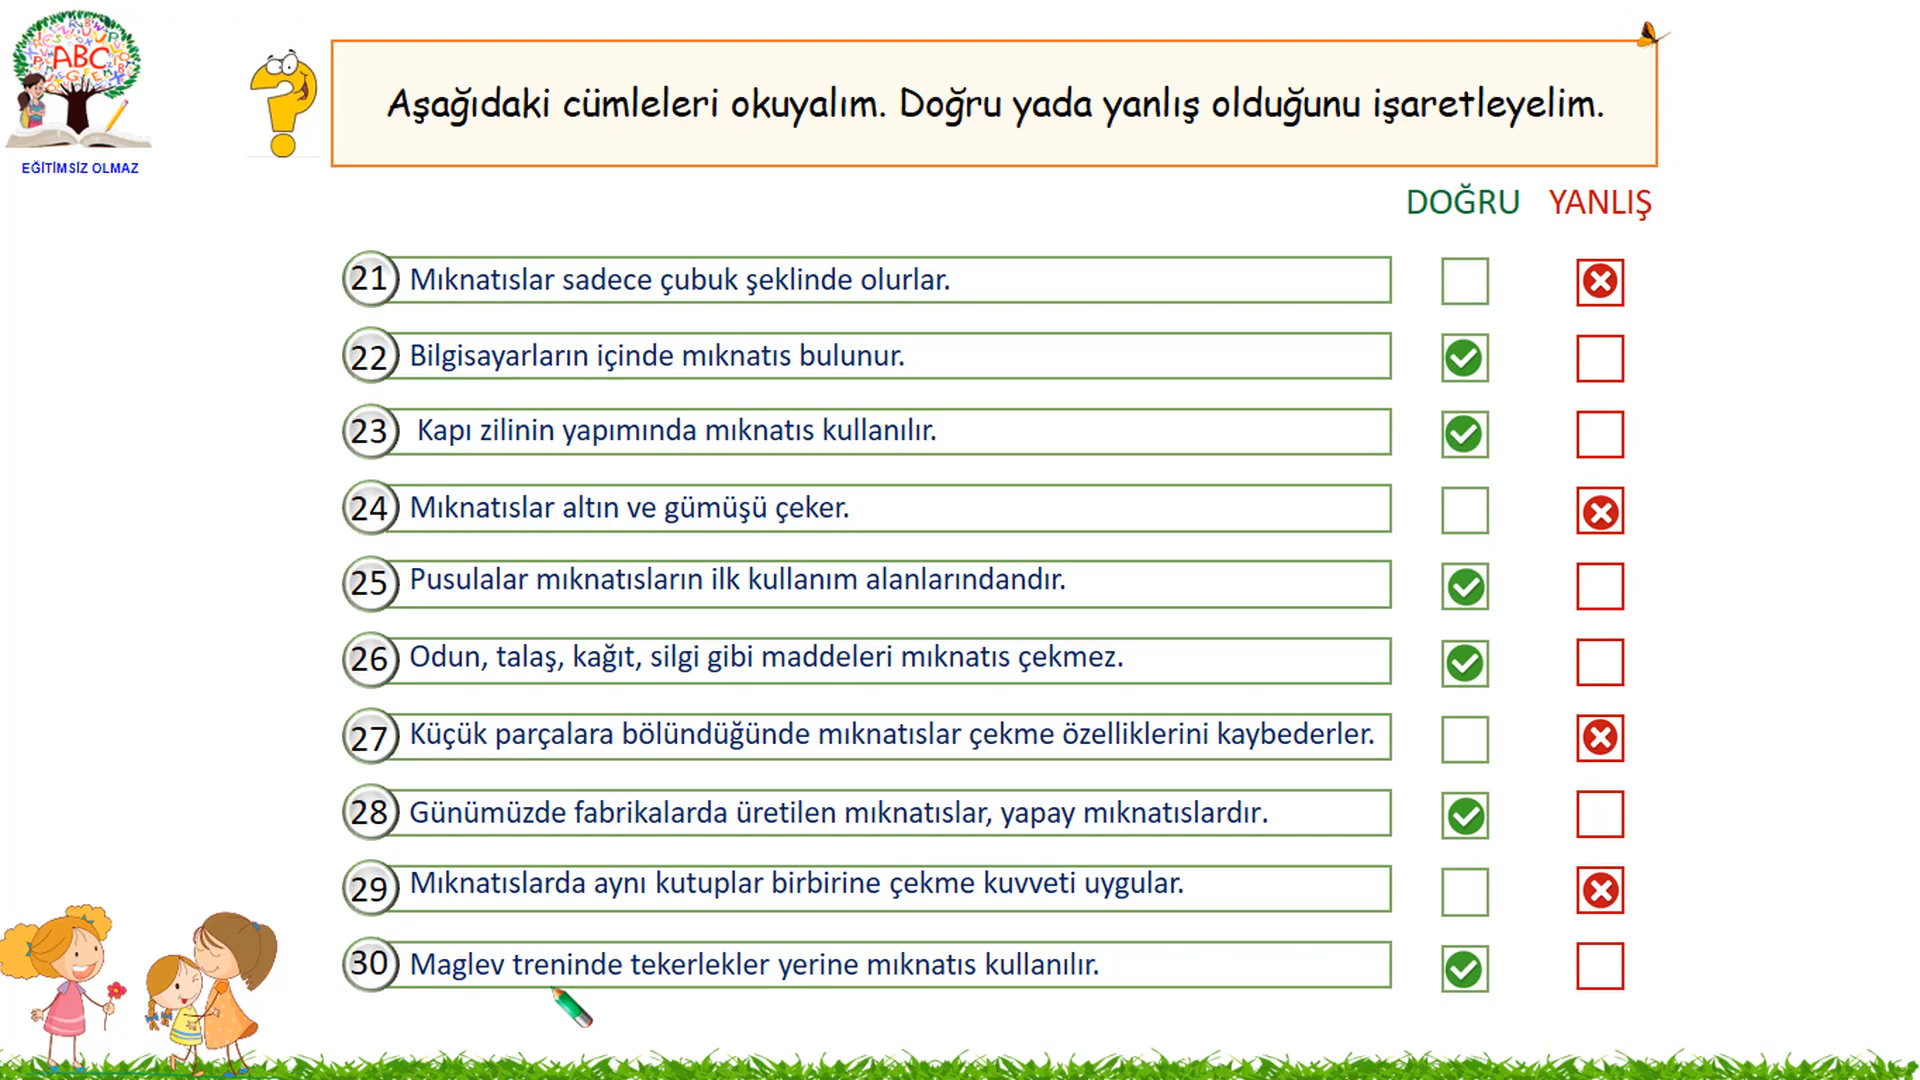 ABC
EĞİTİMSİZ OLMAZ
Aşağıdaki cümleleri okuyalım. Doğru yada yanlış olduğunu işaretleyelim.
DOĞRU YANLIŞ
21 Mıknatıslar sadece çubuk şeklinde olurlar.
22 Bilgisayarların içinde mıknatıs bulunur.
23 Kapı zilinin yapımında mıknatıs kullanılır.
24 Mıknatıslar altın ve gümüşü çeker.
25 Pusulalar mıknatısların ilk kullanım alanlarındandır.
26 Odun, talaş, kağıt, silgi gibi maddeleri mıknatıs çekmez.
27 Küçük parçalara bölündüğünde mıknatıslar çekme özelliklerini kaybederler.
28 Günümüzde fabrikalarda üretilen mıknatıslar, yapay mıknatıslardır.
29 Mıknatıslarda aynı kutuplar birbirine çekme kuvveti uygular.
30 Maglev treninde tekerlekler yerine mıknatıs kullanılır.